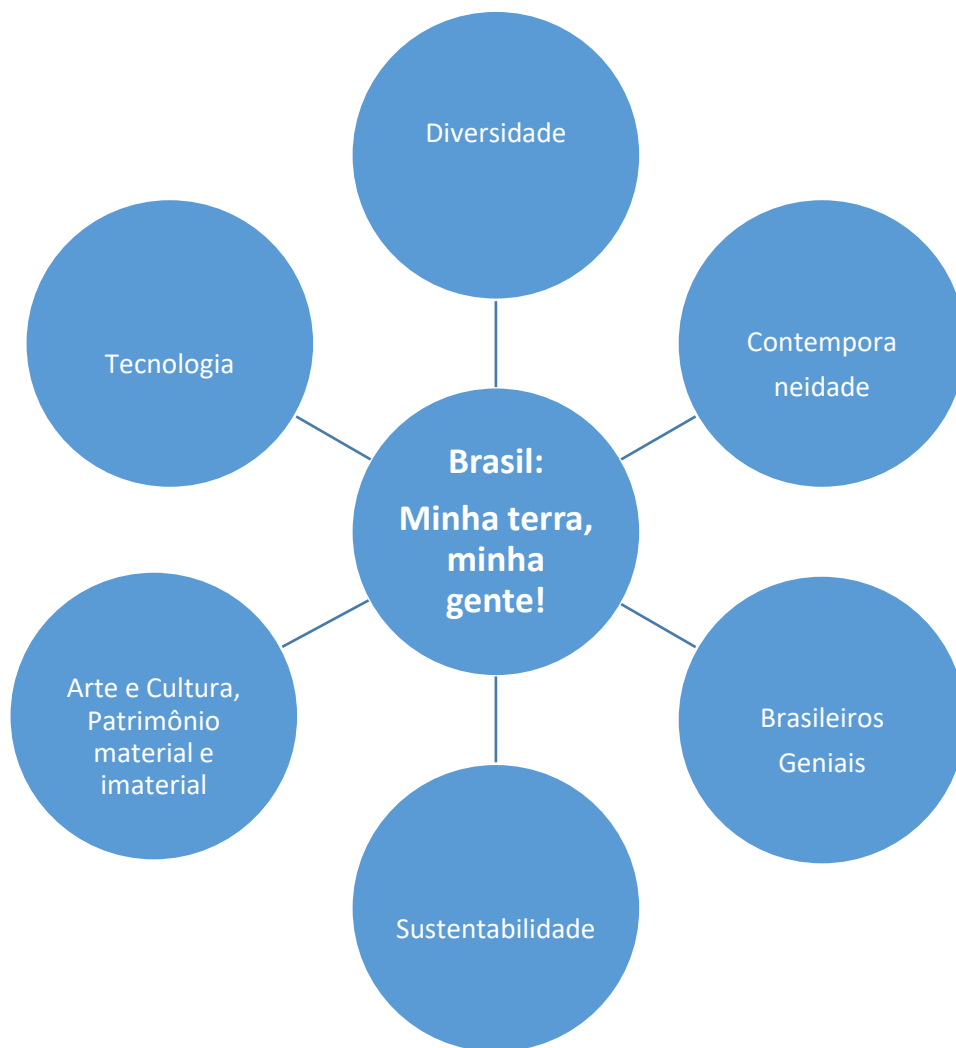 Diversidade
Contempora
neidade
Tecnologia
Brasil:
Minha terra,
minha
gente!
Arte e Cultura,
Patrimônio
material e
imaterial
Brasileiros
Geniais
Sustentabilidade